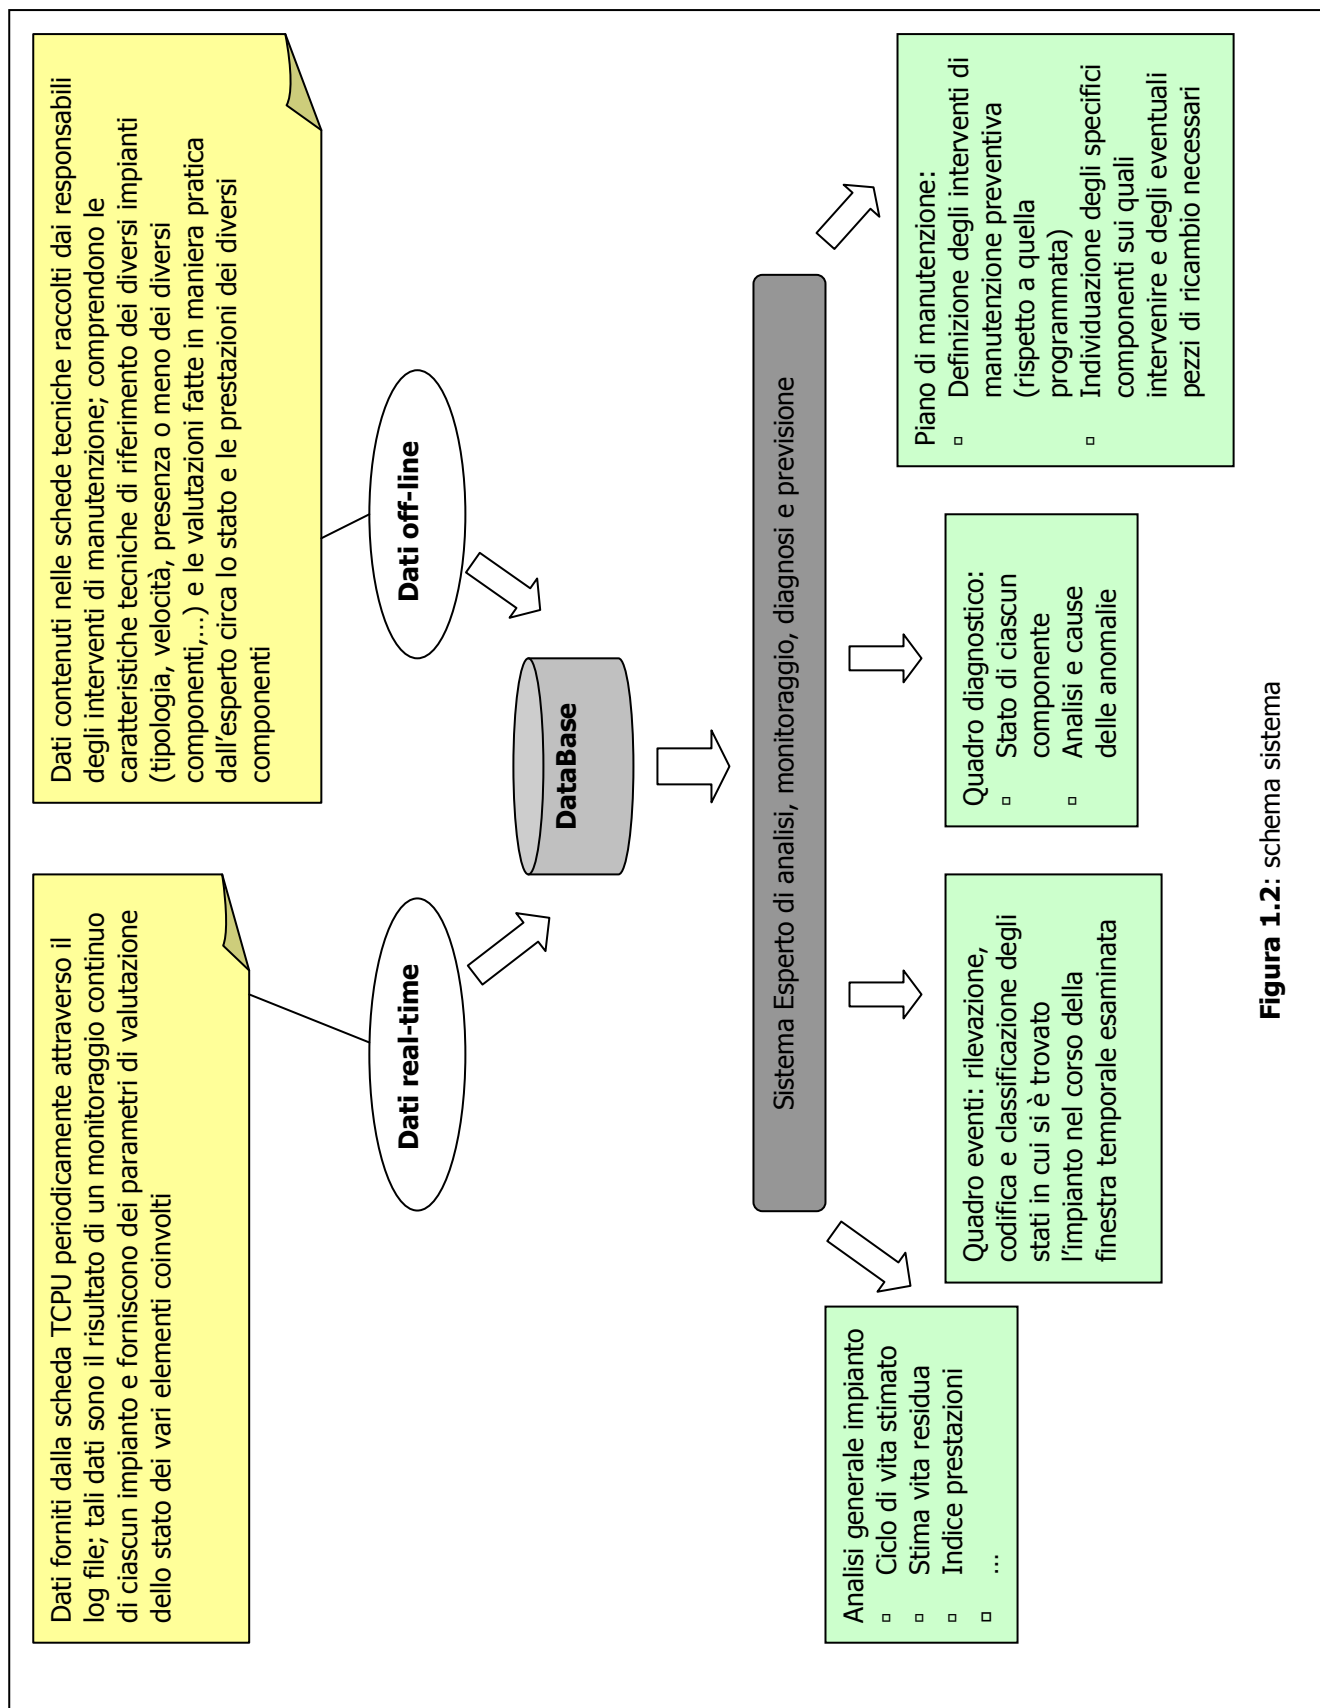 Dati forniti dalla scheda TCPU periodicamente attraverso il
log file; tali dati sono il risultato di un monitoraggio continuo
di ciascun impianto e forniscono dei parametri di valutazione
dello stato dei vari elementi coinvolti
Dati contenuti nelle schede tecniche raccolti dai responsabili
degli interventi di manutenzione; comprendono le
caratteristiche tecniche di riferimento dei diversi impianti
(tipologia, velocità, presenza o meno dei diversi
componenti,…) e le valutazioni fatte in maniera pratica
dall'esperto circa lo stato e le prestazioni dei diversi
componenti
Dati real-time
Dati off-line
DataBase
Sistema Esperto di analisi, monitoraggio, diagnosi e previsione
Analisi generale impianto
▫ Ciclo di vita stimato
▫ Stima vita residua
▫ Indice prestazioni
▫ …
Quadro eventi: rilevazione,
codifica e classificazione degli
stati in cui si è trovato
l'impianto nel corso della
finestra temporale esaminata
Quadro diagnostico:
▫ Stato di ciascun
componente
▫ Analisi e cause
delle anomalie
Piano di manutenzione:
▫ Definizione degli interventi di
manutenzione preventiva
(rispetto a quella
programmata)
▫ Individuazione degli specifici
componenti sui quali
intervenire e degli eventuali
pezzi di ricambio necessari
Figura 1.2: schema sistema